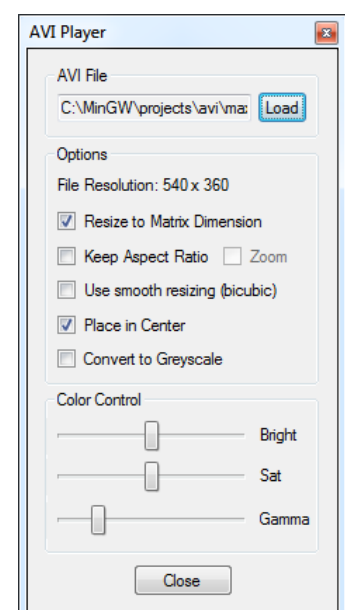 AVI Player
AVI File
C:\MinGW\projects\avi\ma Load
Options
File Resolution: 540 x 360
Resize to Matrix Dimension
Keep Aspect Ratio Zoom
Use smooth resizing (bicubic)
Place in Center
Convert to Greyscale
Color Control
Bright
Sat
Gamma
Close